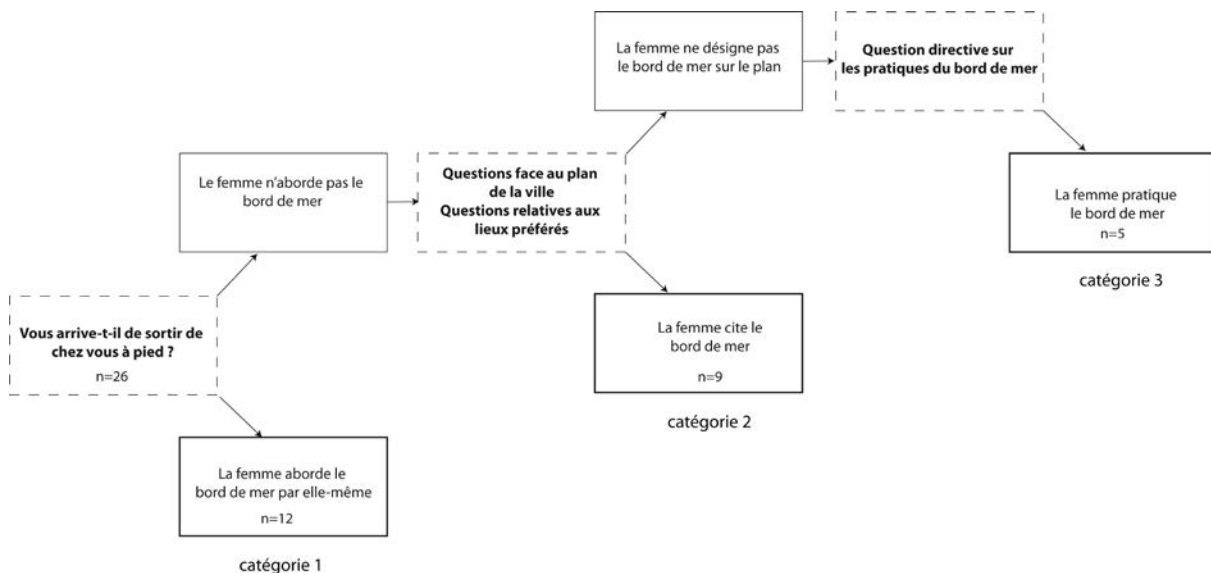 La femme ne désigne pas
le bord de mer sur le plan
Question directive sur
les pratiques du bord de mer
Le femme n'aborde pas le
bord de mer
Questions face au plan
de la ville
Questions relatives aux
lieux préférés
La femme pratique
le bord de mer
n=5
catégorie 3
Vous arrive-t-il de sortir de
chez vous à pied ?
n=26
La femme cite le
bord de mer
n=9
catégorie 2
La femme aborde le
bord de mer par elle-même
n=12
catégorie 1